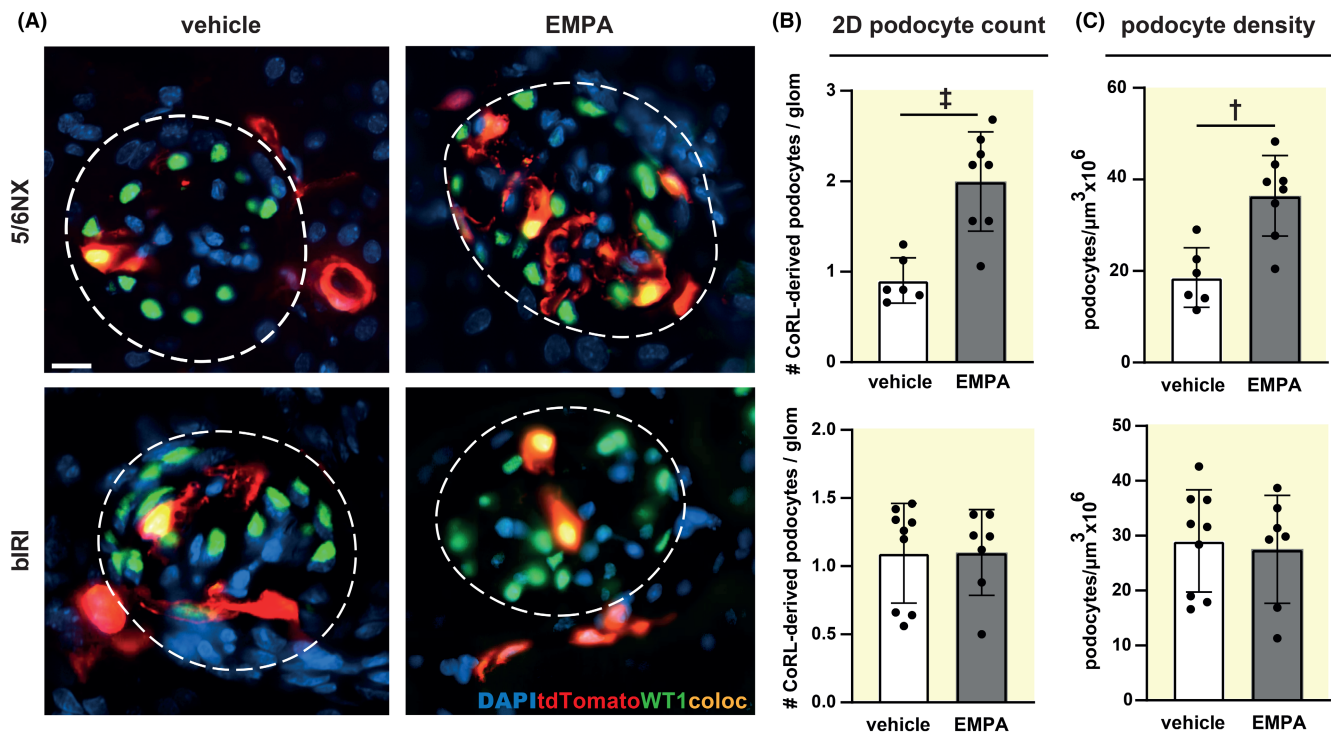 (A)
vehicle
EMPA
5/6NX
bIRI
DAPItdTomatoWT1coloc
(B)
2D podocyte count
# CoRL-derived podocytes / glom
3
2
1
0
‡
vehicle
EMPA
# CoRL-derived podocytes / glom
2.0
1.5
1.0
0.5
0.0
vehicle
EMPA
(C)
podocyte density
podocytes/µm³x10⁶
60
40
20
0
†
vehicle
EMPA
podocytes/µm³x10⁶
50
40
30
20
10
0
vehicle
EMPA